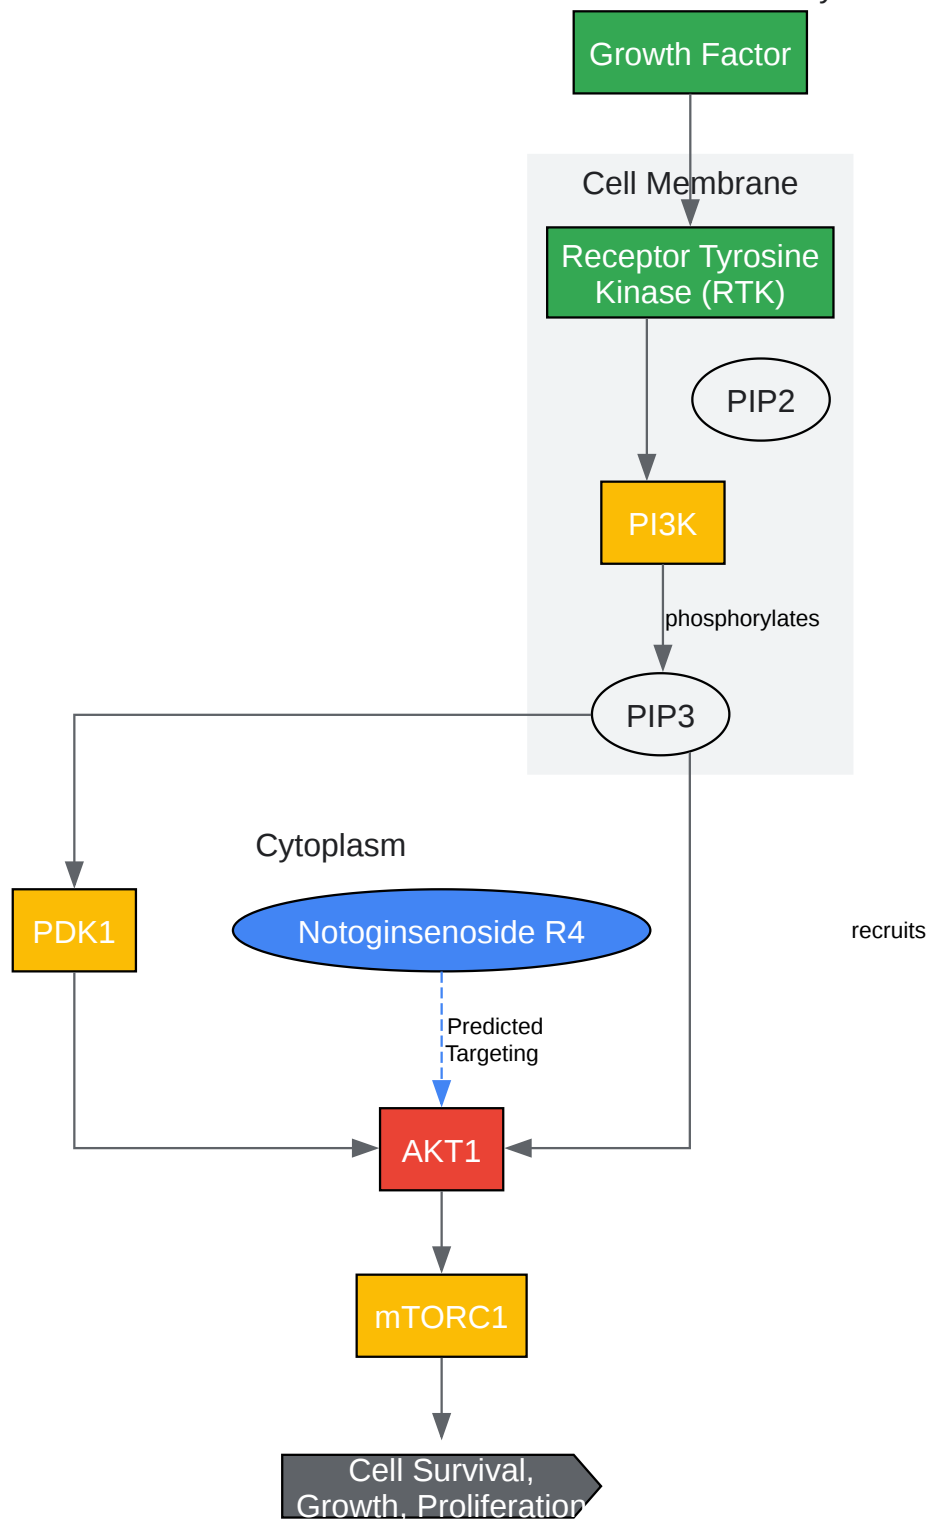 Growth Factor
Cell Membrane
Receptor Tyrosine
Kinase (RTK)
PIP2
PI3K
phosphorylates
PIP3
Cytoplasm
PDK1
Notoginsenoside R4
recruits
Predicted
Targeting
AKT1
mTORC1
Cell Survival,
Growth, Proliferation